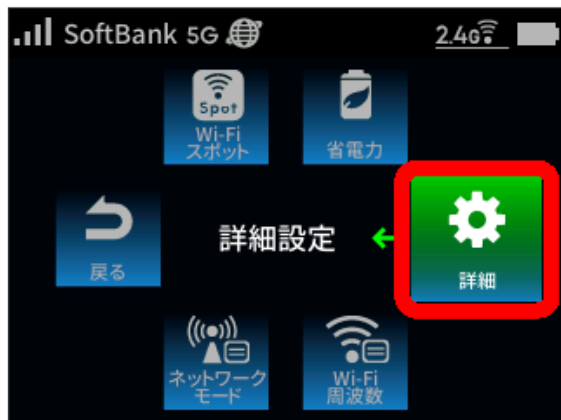 SoftBank 5G 2.4G
Spot
Wi-Fi
スポット
省電力
戻る
詳細設定
詳細
ネットワーク
モード
Wi-Fi
周波数